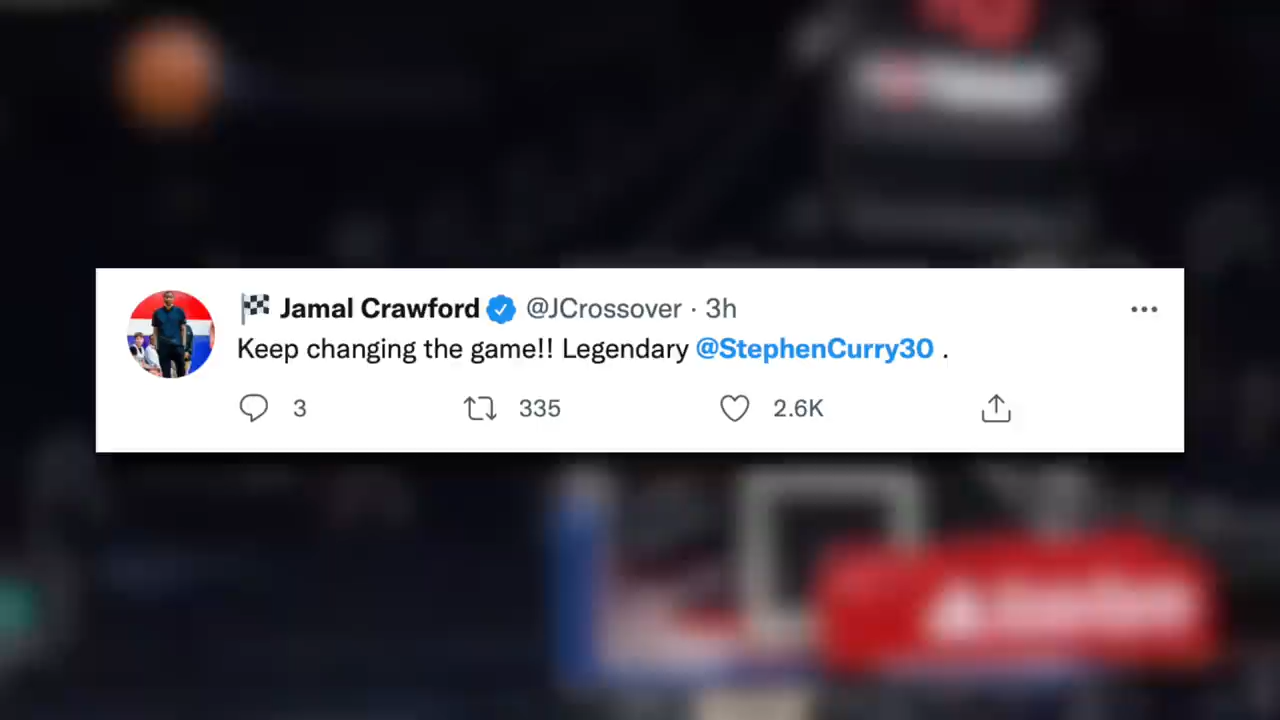 🏁 Jamal Crawford @JCrossover · 3h
Keep changing the game!! Legendary @StephenCurry30 .
3 335 2.6K